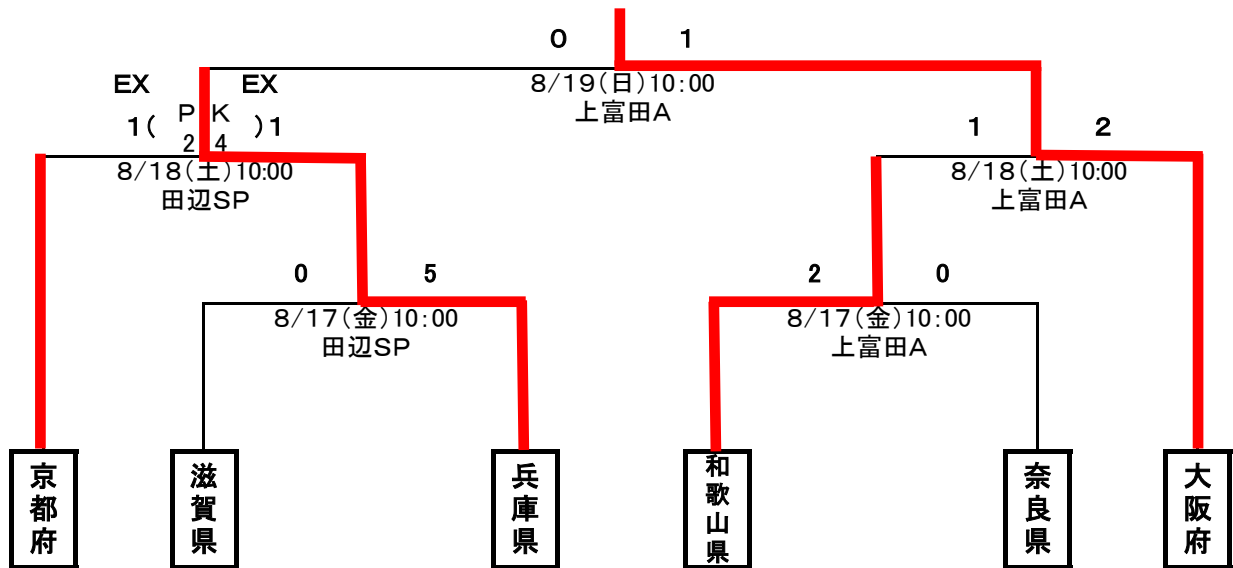 0 1
8/19(日)10:00
上富田A
EX EX
1( PK )1
2 4
8/18(土)10:00
田辺SP
1 2
8/18(土)10:00
上富田A
0 5
8/17(金)10:00
田辺SP
2 0
8/17(金)10:00
上富田A
京都府
滋賀県
兵庫県
和歌山県
奈良県
大阪府